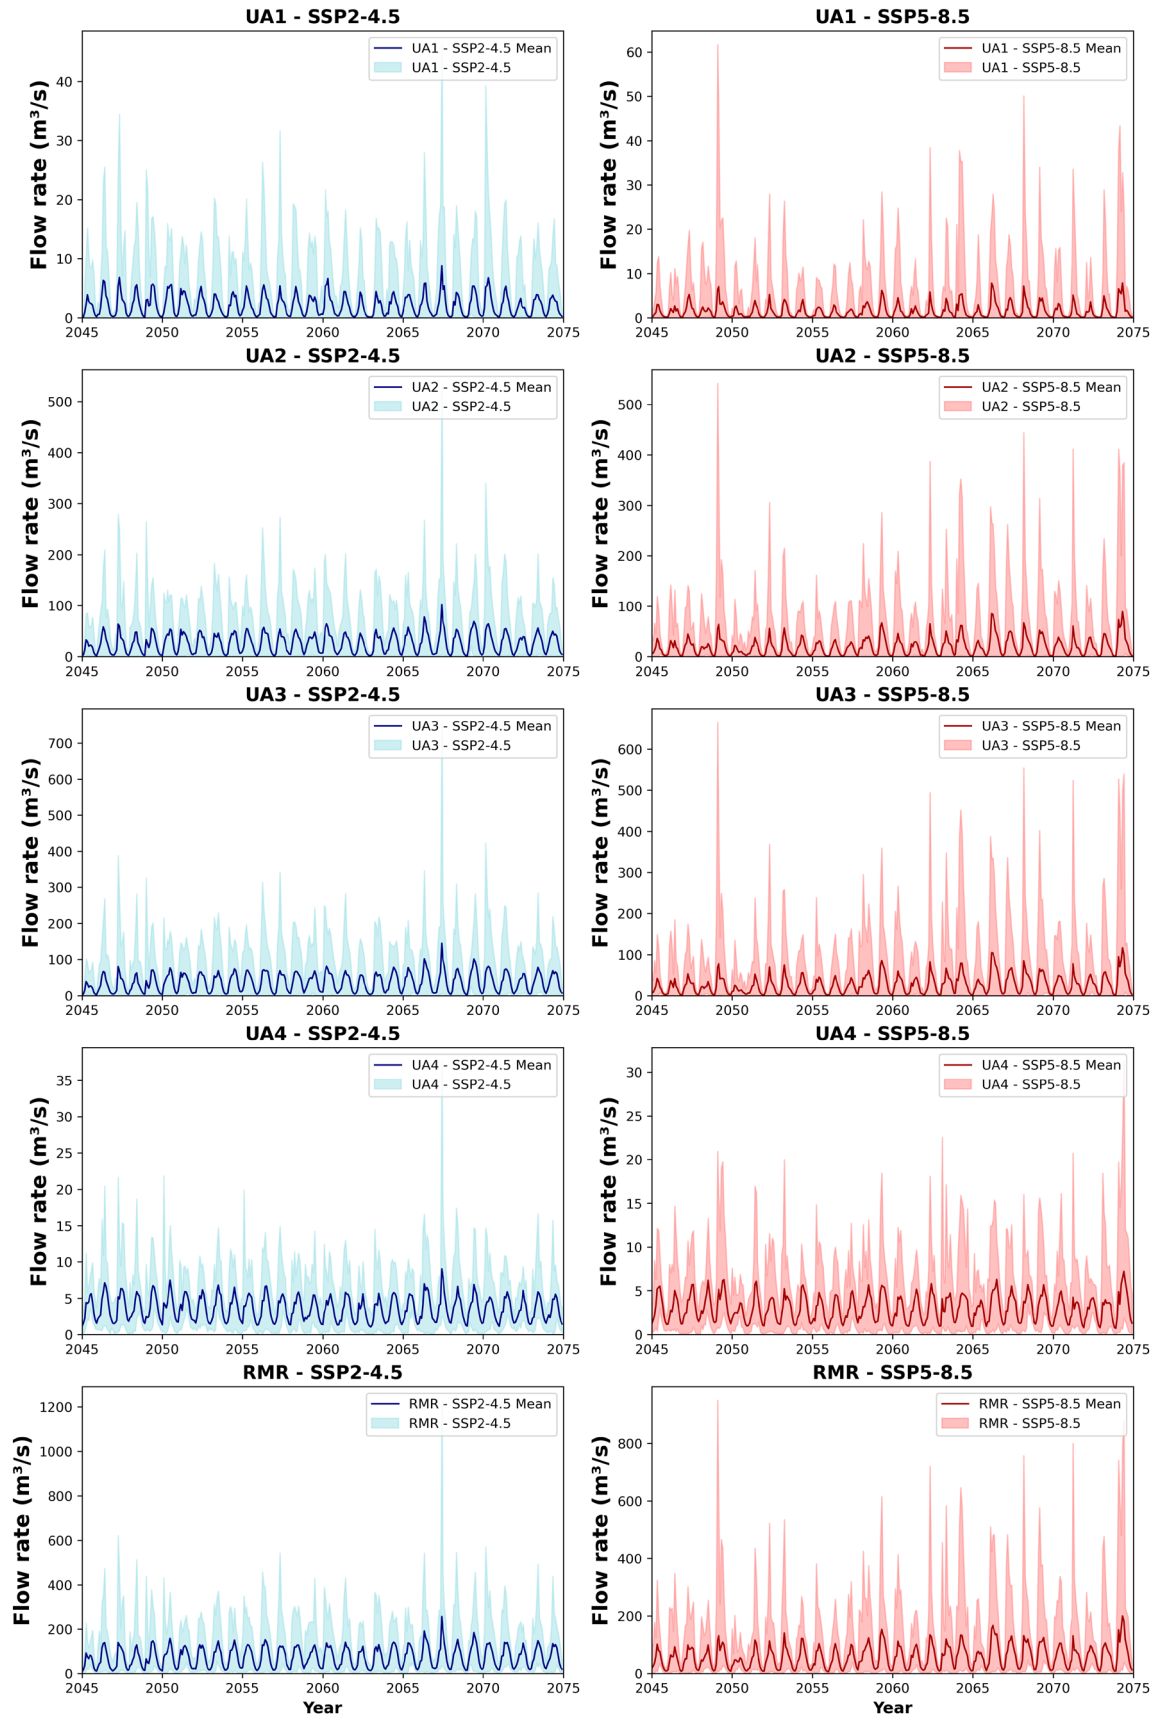 UA1 - SSP2-4.5
Flow rate (m³/s)
UA1 - SSP2-4.5 Mean
UA1 - SSP2-4.5
40
30
20
10
0
2045 2050 2055 2060 2065 2070 2075
UA1 - SSP5-8.5
Flow rate (m³/s)
UA1 - SSP5-8.5 Mean
UA1 - SSP5-8.5
60
50
40
30
20
10
0
2045 2050 2055 2060 2065 2070 2075
UA2 - SSP2-4.5
Flow rate (m³/s)
UA2 - SSP2-4.5 Mean
UA2 - SSP2-4.5
500
400
300
200
100
0
2045 2050 2055 2060 2065 2070 2075
UA2 - SSP5-8.5
Flow rate (m³/s)
UA2 - SSP5-8.5 Mean
UA2 - SSP5-8.5
500
400
300
200
100
0
2045 2050 2055 2060 2065 2070 2075
UA3 - SSP2-4.5
Flow rate (m³/s)
UA3 - SSP2-4.5 Mean
UA3 - SSP2-4.5
700
600
500
400
300
200
100
0
2045 2050 2055 2060 2065 2070 2075
UA3 - SSP5-8.5
Flow rate (m³/s)
UA3 - SSP5-8.5 Mean
UA3 - SSP5-8.5
600
500
400
300
200
100
0
2045 2050 2055 2060 2065 2070 2075
UA4 - SSP2-4.5
Flow rate (m³/s)
UA4 - SSP2-4.5 Mean
UA4 - SSP2-4.5
35
30
25
20
15
10
5
0
2045 2050 2055 2060 2065 2070 2075
UA4 - SSP5-8.5
Flow rate (m³/s)
UA4 - SSP5-8.5 Mean
UA4 - SSP5-8.5
30
25
20
15
10
5
0
2045 2050 2055 2060 2065 2070 2075
RMR - SSP2-4.5
Flow rate (m³/s)
RMR - SSP2-4.5 Mean
RMR - SSP2-4.5
1200
1000
800
600
400
200
0
2045 2050 2055 2060 2065 2070 2075
Year
RMR - SSP5-8.5
Flow rate (m³/s)
RMR - SSP5-8.5 Mean
RMR - SSP5-8.5
800
600
400
200
0
2045 2050 2055 2060 2065 2070 2075
Year